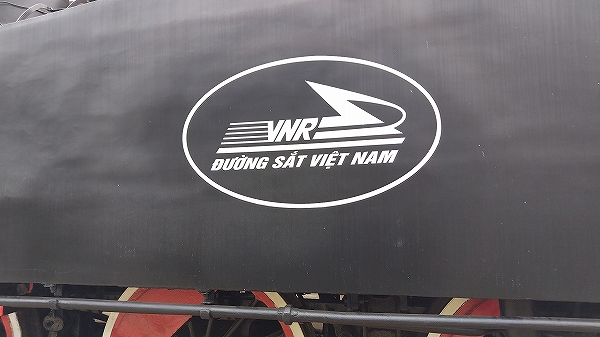 VNR
ĐƯỜNG SẮT VIỆT NAM